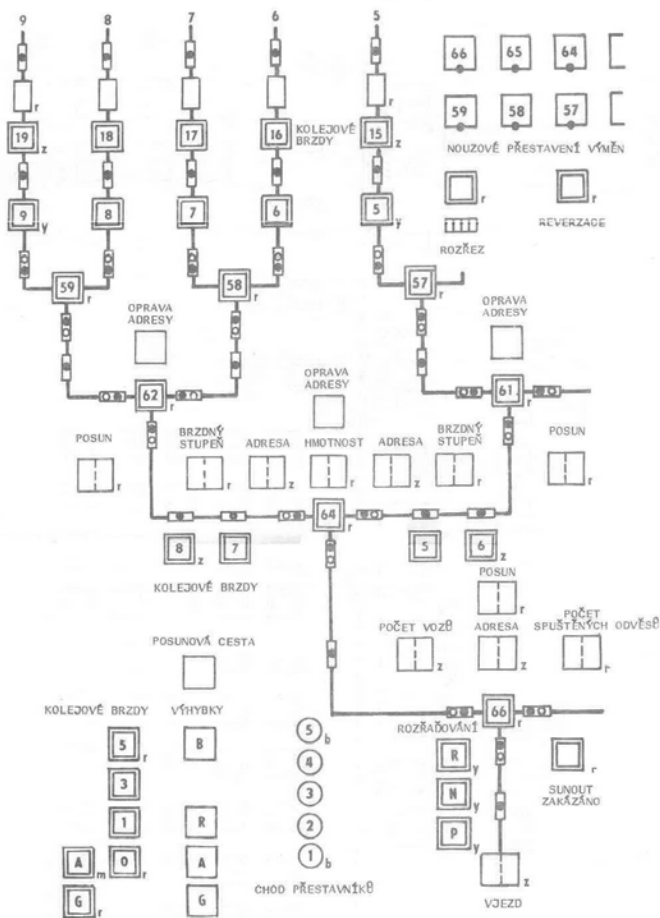 9 8 7 6 5
66 65 64
r r
19 z 18 17 16 KOLEJOVÉ BRZDY 15 z
59 58 57
NOUZOVÉ PŘESTAVENÍ VÝMĚN
9 y 8 7 6 5 y
r r
ROZŘEZ REVERZACE
59 r 58 r 57 r
OPRAVA ADRESY OPRAVA ADRESY
62 r 61 r
OPRAVA ADRESY
POSUN BRZDNÝ STUPEŇ ADRESA HMOTNOST ADRESA BRZDNÝ STUPEŇ POSUN
r r z r z r r
64 r
8 z 7 5 6 z
KOLEJOVÉ BRZDY
POSUN
r
POSUNOVÁ CESTA
POČET VOZŮ ADRESA POČET SPUŠTĚNÝCH ODVĚSŮ
z z r
KOLEJOVÉ BRZDY VÝHYBKY
66 r
5 r B 5 b ROZŘAĎOVÁNÍ
R y r
3 4 N y SUNOUT ZAKÁZÁNO
1 R 3 P y
2
A m 0 r A 1 b
G r G z
CHOD PŘESTAVNÍKŮ VJEZD